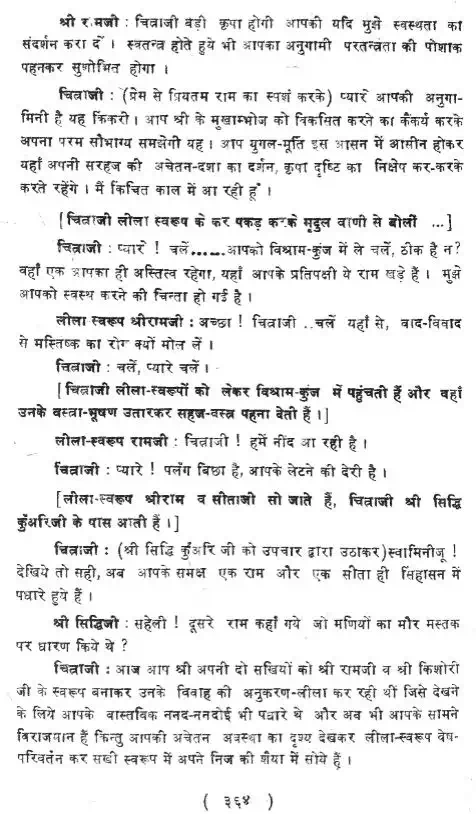 श्री रामजी : चित्राजी बड़ी कृपा होगी आपकी यदि मुझे स्वस्थता का
संदर्शन करा दें । स्वतन्त्र होते हुये भी आपका अनुगामी परतन्त्रता की पोशाक
पहनकर सुशोभित होगा ।
चित्राजी : (प्रेम से प्रियतम राम का स्पर्श करके) प्यारे आपकी अनुगा-
मिनी है यह किंकरी । आप श्री के मुखाम्भोज को विकसित करने का कैंकर्य करके
अपना परम सौभाग्य समझेगी यह । आप युगल-मूर्ति इस आसन में आसीन होकर
यहाँ अपनी सरहज की अचेतन-दशा का दर्शन, कृपा दृष्टि का निक्षेप कर-करके
करते रहेंगे । मैं किंचित काल में आ रही हूँ ।
[चित्राजी लीला स्वरूप के कर पकड़ करके मृदुल वाणी से बोलीं ...]
चित्राजी : प्यारे ! चलें......आपको विश्राम-कुंज में ले चलें, ठीक है न?
वहाँ एक आपका ही अस्तित्व रहेगा, यहाँ आपके प्रतिपक्षी ये राम खड़े हैं । मुझे
आपको स्वस्थ करने की चिन्ता हो गई है ।
लीला स्वरूप श्रीरामजी : अच्छा ! चित्राजी ..चलें यहाँ से, वाद-विवाद
से मस्तिष्क का रोग क्यों मोल लें ।
चित्राजी : चलें, प्यारे चलें ।
[चित्राजी लीला-स्वरूपों को लेकर विश्राम-कुंज में पहुंचती हैं और वहां
उनके वस्त्रा-भूषण उतारकर सहज-वस्त्र पहना देती हैं ।]
लीला-स्वरूप रामजी : चित्राजी ! हमें नींद आ रही है ।
चित्राजी : प्यारे ! पलँग बिछा है, आपके लेटने की देरी है ।
[लीला-स्वरूप श्रीराम व सीताजी सो जाते हैं, चित्राजी श्री सिद्धि
कुँअरिजी के पास आती हैं ।]
चित्राजी : (श्री सिद्धि कुँअरि जी को उपचार द्वारा उठाकर)स्वामिनीजू !
देखिये तो सही, अब आपके समक्ष एक राम और एक सीता ही सिंहासन में
पधारे हुये हैं ।
श्री सिद्धिजी : सहेली ! दूसरे राम कहाँ गये जो मणियों का मौर मस्तक
पर धारण किये थे ?
चित्राजी : आज आप श्री अपनी दो सखियों को श्री रामजी व श्री किशोरी
जी के स्वरूप बनाकर उनके विवाह की अनुकरण-लीला कर रही थीं जिसे देखने
के लिये आपके वास्तविक ननद-ननदोई भी पधारे थे और अब भी आपके सामने
विराजमान हैं किन्तु आपकी अचेतन अवस्था का दृश्य देखकर लीला-स्वरूप वेष-
परिवर्तन कर सखी स्वरूप में अपने निज की शैया में सोये हैं ।
( ३६४ )